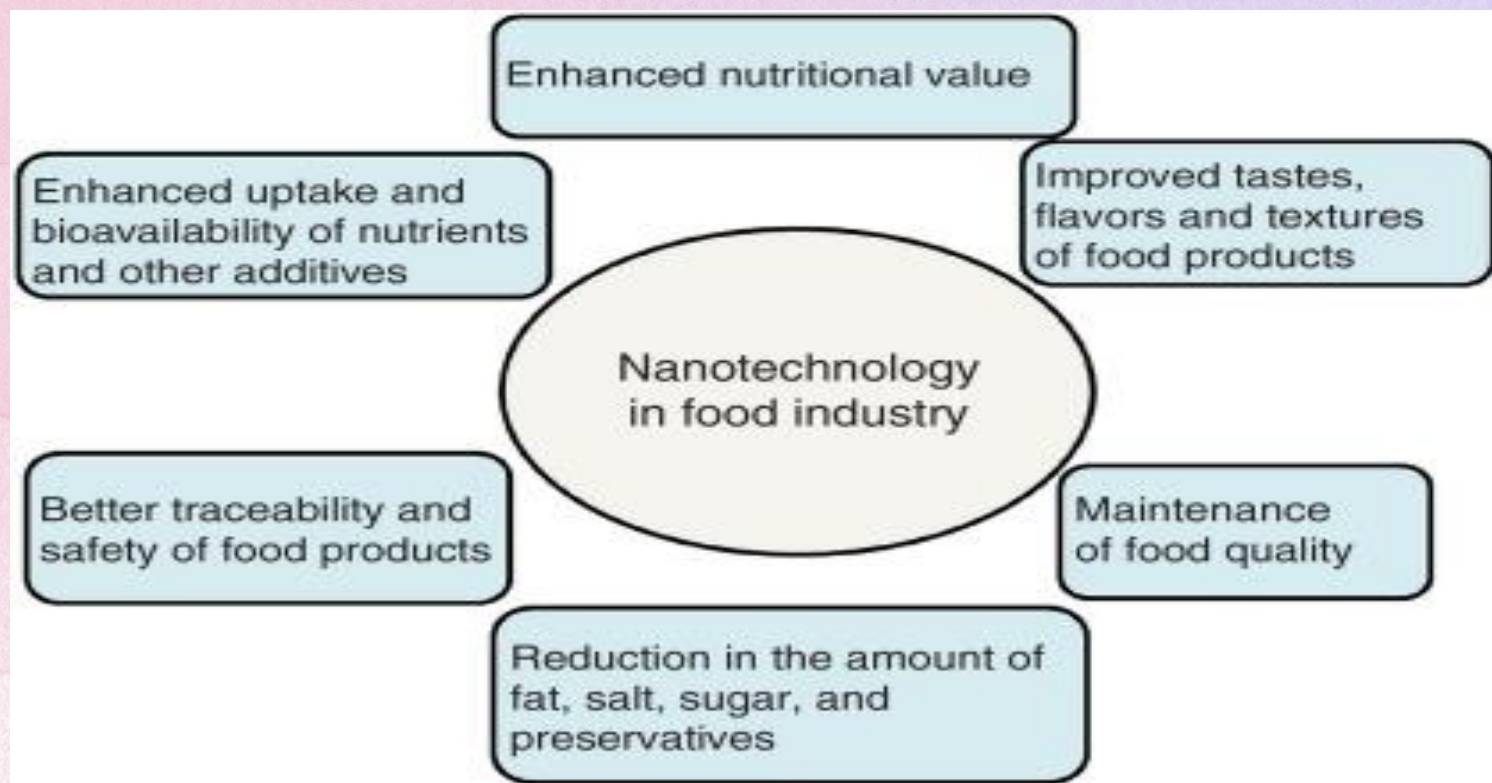 Enhanced nutritional value
Enhanced uptake and
bioavailability of nutrients
and other additives
Improved tastes,
flavors and textures
of food products
Nanotechnology
in food industry
Better traceability and
safety of food products
Maintenance
of food quality
Reduction in the amount of
fat, salt, sugar, and
preservatives